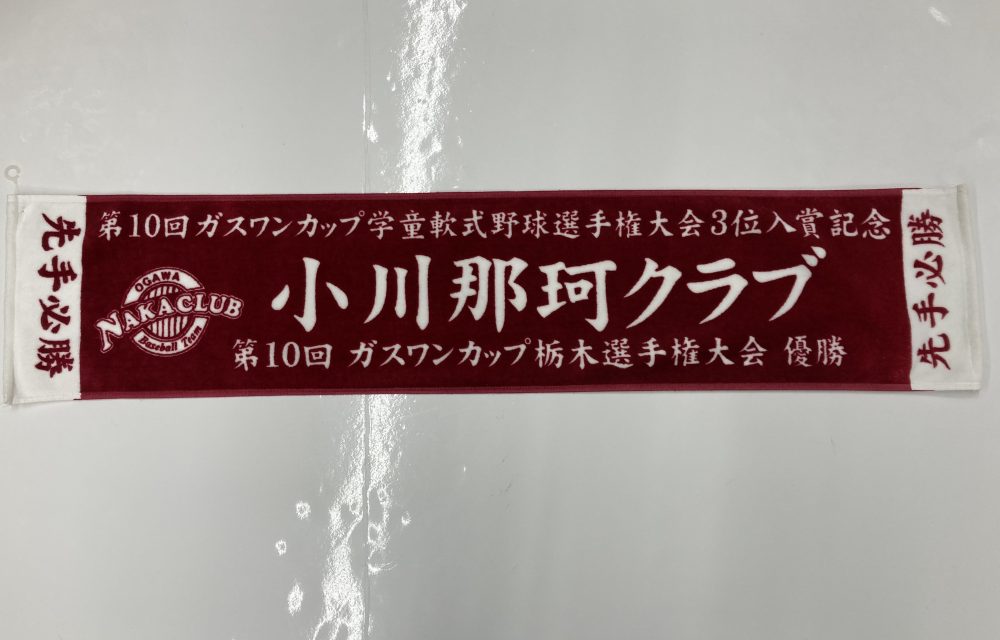 先手必勝
第10回ガスワンカップ学童軟式野球選手権大会3位入賞記念
OGAWA
NAKA CLUB
Baseball Team
小川那珂クラブ
第10回 ガスワンカップ栃木選手権大会 優勝
先手必勝